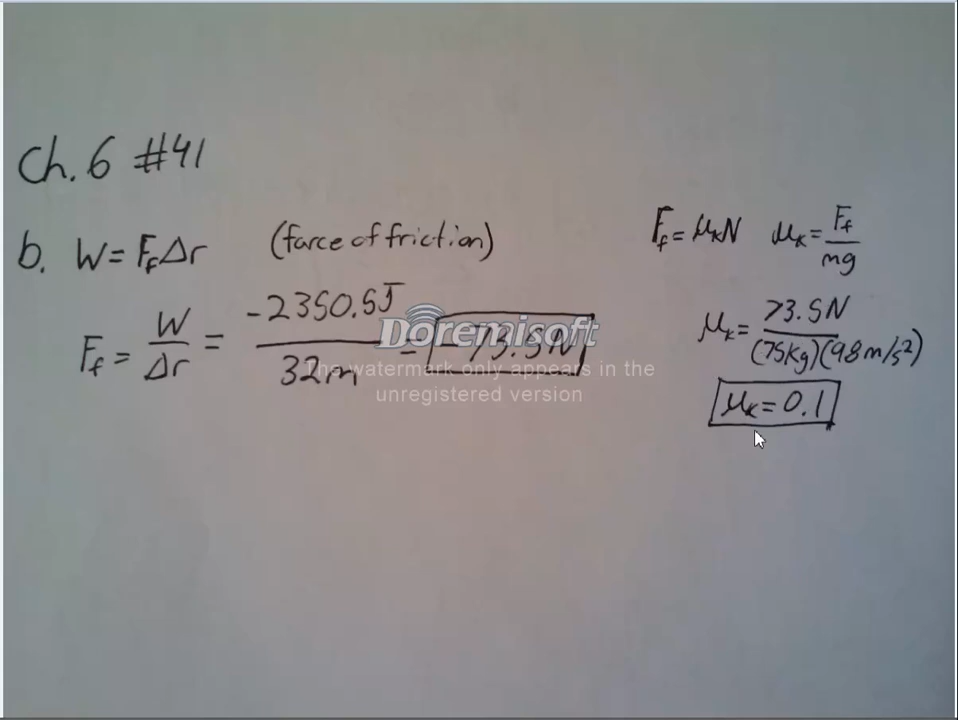 Ch. 6 #41
b. W = FfΔr (force of friction)
Ff = W/Δr = -2350.5J/32m = -73.5N
Ff = μkN μk = Ff/mg
μk = 73.5N/(75kg)(9.8m/s²)
μk = 0.1
Doremisoft
The watermark only appears in the
unregistered version